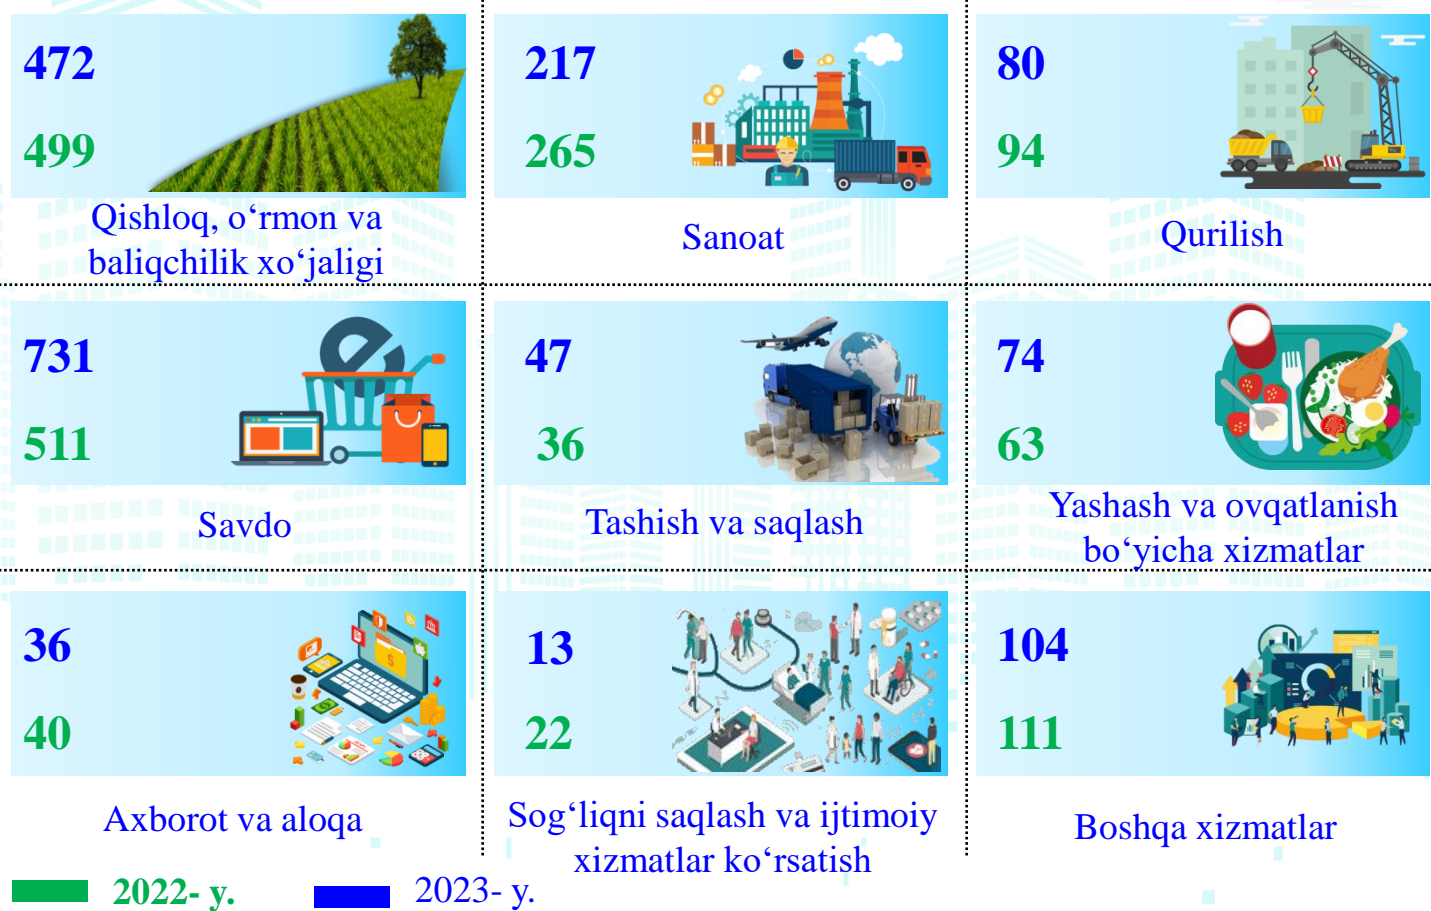 472
499
Qishloq, o‘rmon va
baliqchilik xo‘jaligi
217
265
Sanoat
80
94
Qurilish
731
511
Savdo
47
36
Tashish va saqlash
74
63
Yashash va ovqatlanish
bo‘yicha xizmatlar
36
40
Axborot va aloqa
13
22
Sog‘liqni saqlash va ijtimoiy
xizmatlar ko‘rsatish
104
111
Boshqa xizmatlar
2022- y.
2023- y.